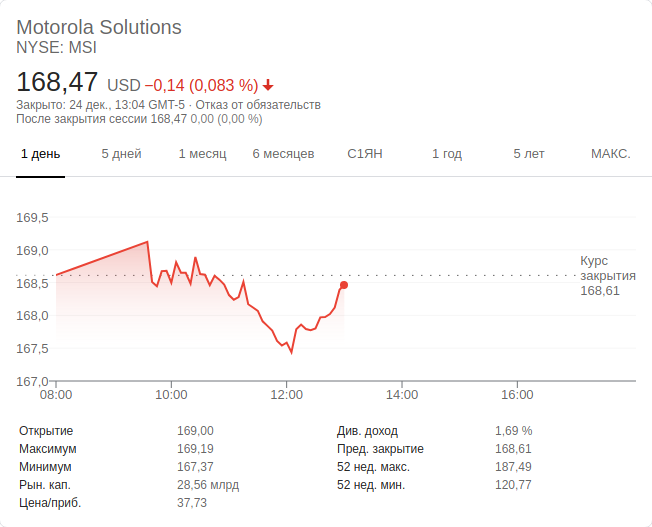 Motorola Solutions
NYSE: MSI
168,47 USD −0,14 (0,083 %)
Закрыто: 24 дек., 13:04 GMT-5 · Отказ от обязательств
После закрытия сессии 168,47 0,00 (0,00 %)
1 день 5 дней 1 месяц 6 месяцев С1ЯН 1 год 5 лет МАКС.
169,5
169,0
168,5
168,0
167,5
167,0
Курс
закрытия
168,61
08:00 10:00 12:00 14:00 16:00
Открытие 169,00 Див. доход 1,69 %
Максимум 169,19 Пред. закрытие 168,61
Минимум 167,37 52 нед. макс. 187,49
Рын. кап. 28,56 млрд 52 нед. мин. 120,77
Цена/приб. 37,73